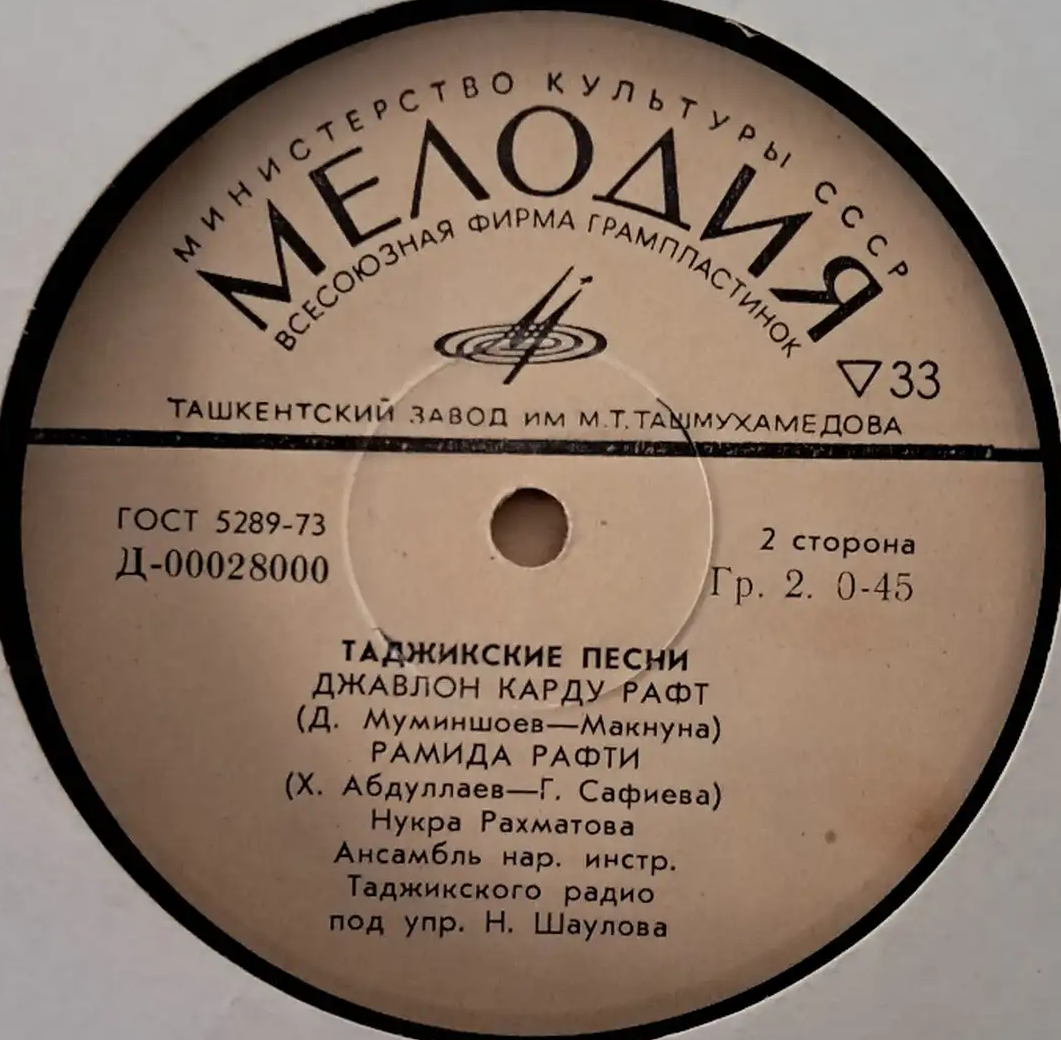 МИНИСТЕРСТВО КУЛЬТУРЫ СССР
МЕЛОДИЯ
ВСЕСОЮЗНАЯ ФИРМА ГРАМПЛАСТИНОК
▽33
ТАШКЕНТСКИЙ ЗАВОД ИМ М.Т.ТАШМУХАМЕДОВА
ГОСТ 5289-73
Д-00028000
2 сторона
Гр. 2. 0-45
ТАДЖИКСКИЕ ПЕСНИ
ДЖАВЛОН КАРДУ РАФТ
(Д. Муминшоев—Макнуна)
РАМИДА РАФТИ
(Х. Абдуллаев—Г. Сафиева)
Нукра Рахматова
Ансамбль нар. инстр.
Таджикского радио
под упр. Н. Шаулова